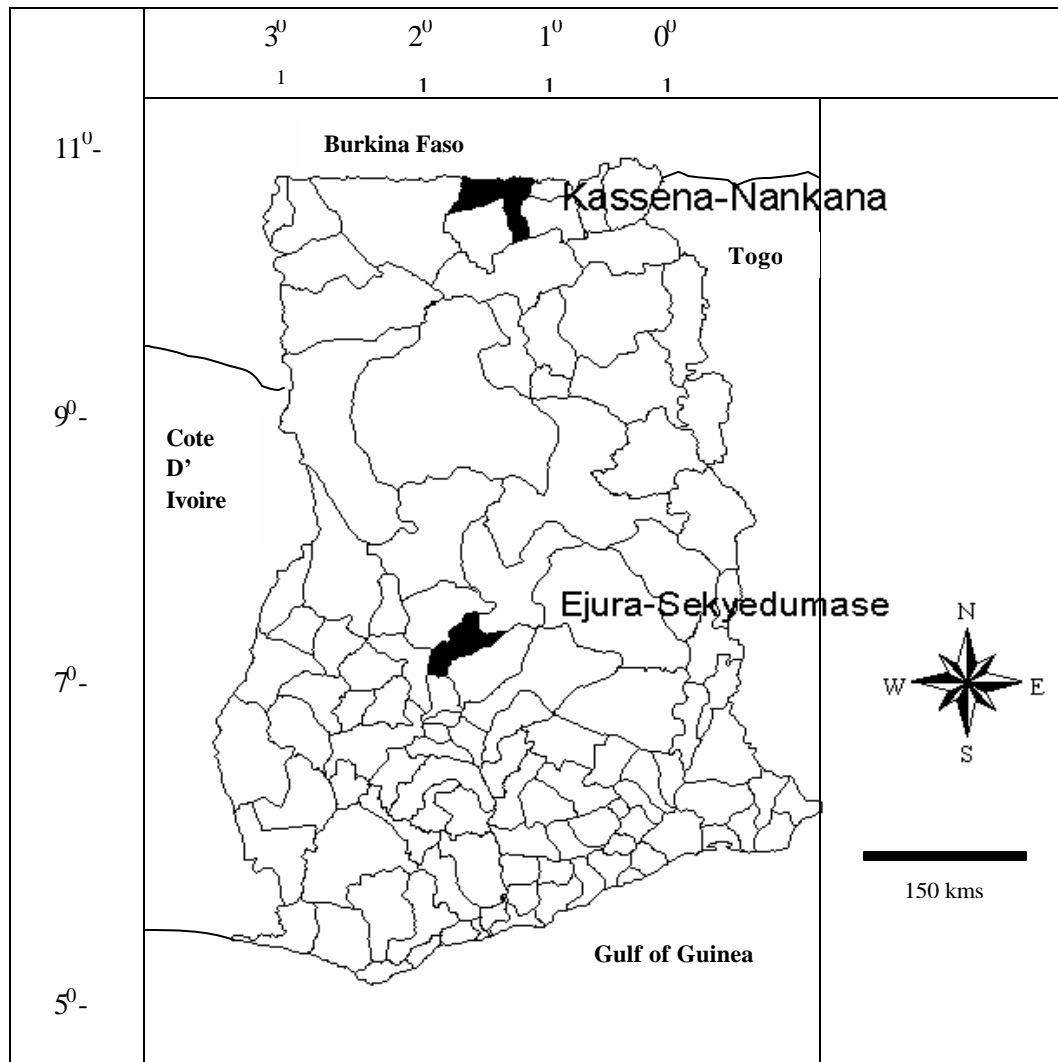 3⁰ 2⁰ 1⁰ 0⁰
1 1 1 1
11⁰-
Burkina Faso
Kassena-Nankana
Togo
9⁰-
Cote
D’
Ivoire
Ejura-Sekyedumase
N
7⁰-
W E
S
150 kms
Gulf of Guinea
5⁰-